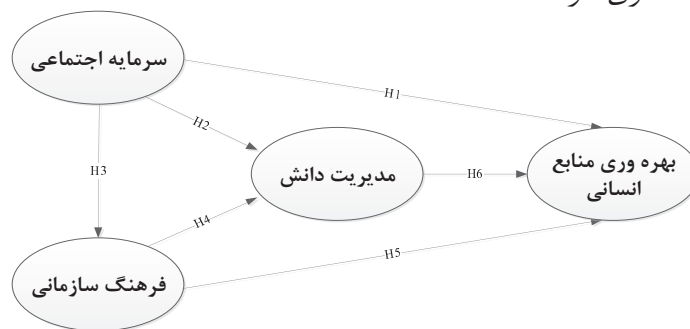 سرمایه اجتماعی
H1
H2
H3
مدیریت دانش
H6
بهره وری منابع
انسانی
H4
H5
فرهنگ سازمانی